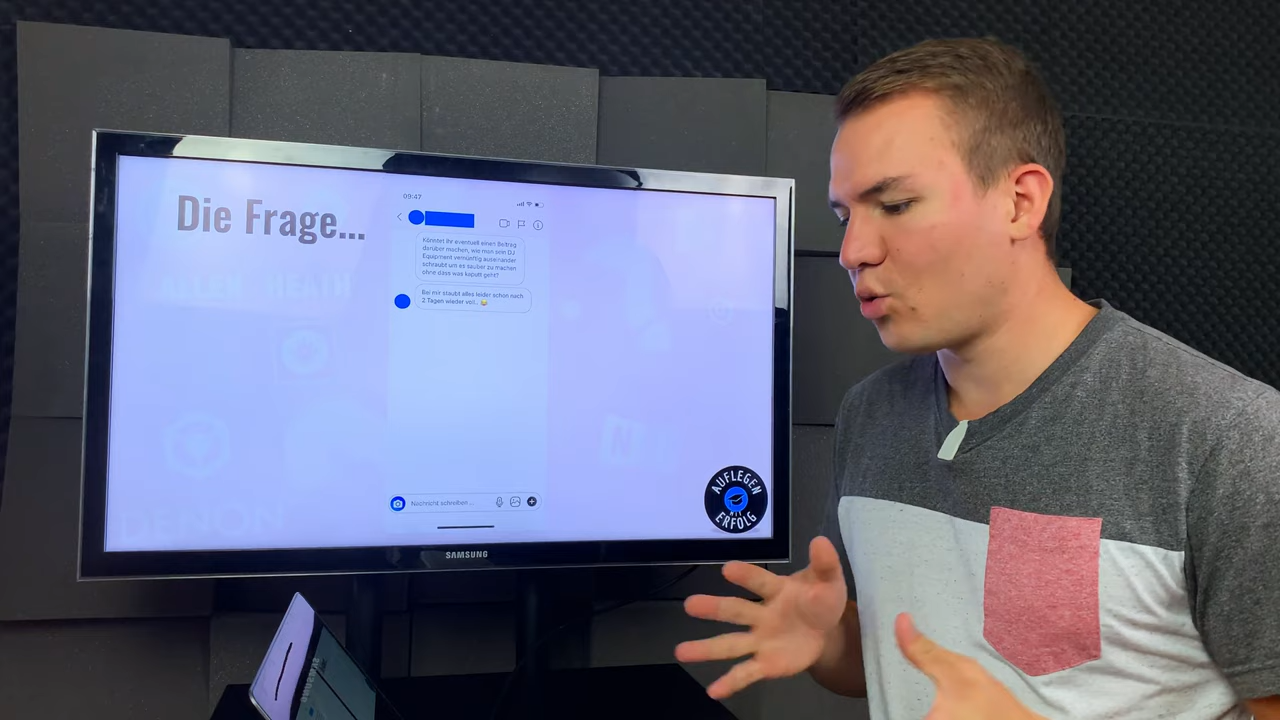 Die Frage...
09:47
Könntet ihr eventuell einen Beitrag
darüber machen, wie man sein DJ
Equipment vernünftig auseinander
schraubt um es sauber zu machen
ohne dass was kaputt geht?
Bei mir staubt alles leider schon nach
2 Tagen wieder voll.. 😂
Nachricht schreiben...
AUFLEGEN
MIT
ERFOLG
DENON
SAMSUNG